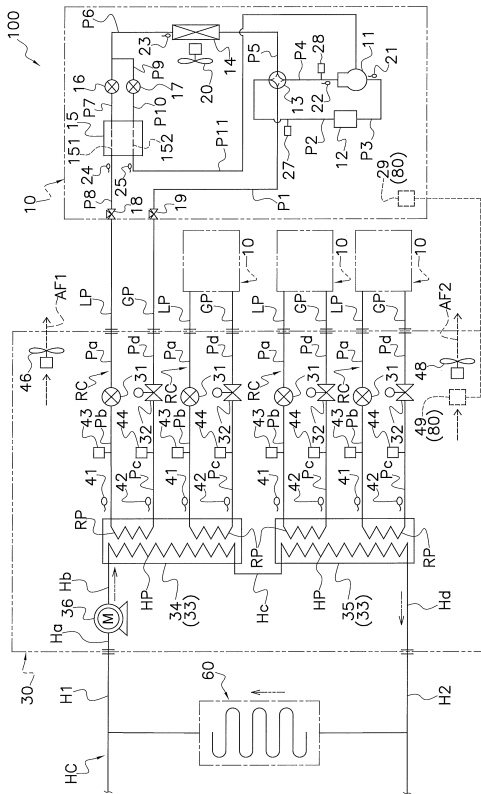 100
10
P6
23
14
20
P5
P4
28
11
21
22
13
27
P2
12
P3
16
P9
P7
17
P10
15
151
152
P11
24
25
P8
18
19
P1
29
(80)
LP
GP
10
LP
GP
10
LP
GP
10
LP
GP
46
AF1
AF2
48
49
(80)
Pa
RC
31
Pd
43
Pb
44
32
Pc
41
42
RP
Pa
RC
31
Pd
43
Pb
44
32
Pc
41
42
RP
Pa
RC
31
Pd
43
Pb
44
32
Pc
41
42
RP
Pa
RC
31
Pd
43
Pb
44
32
Pc
41
42
RP
HP
34
(33)
HP
35
(33)
Hc
Hb
36
M
Ha
Hd
30
H1
H2
60
HC